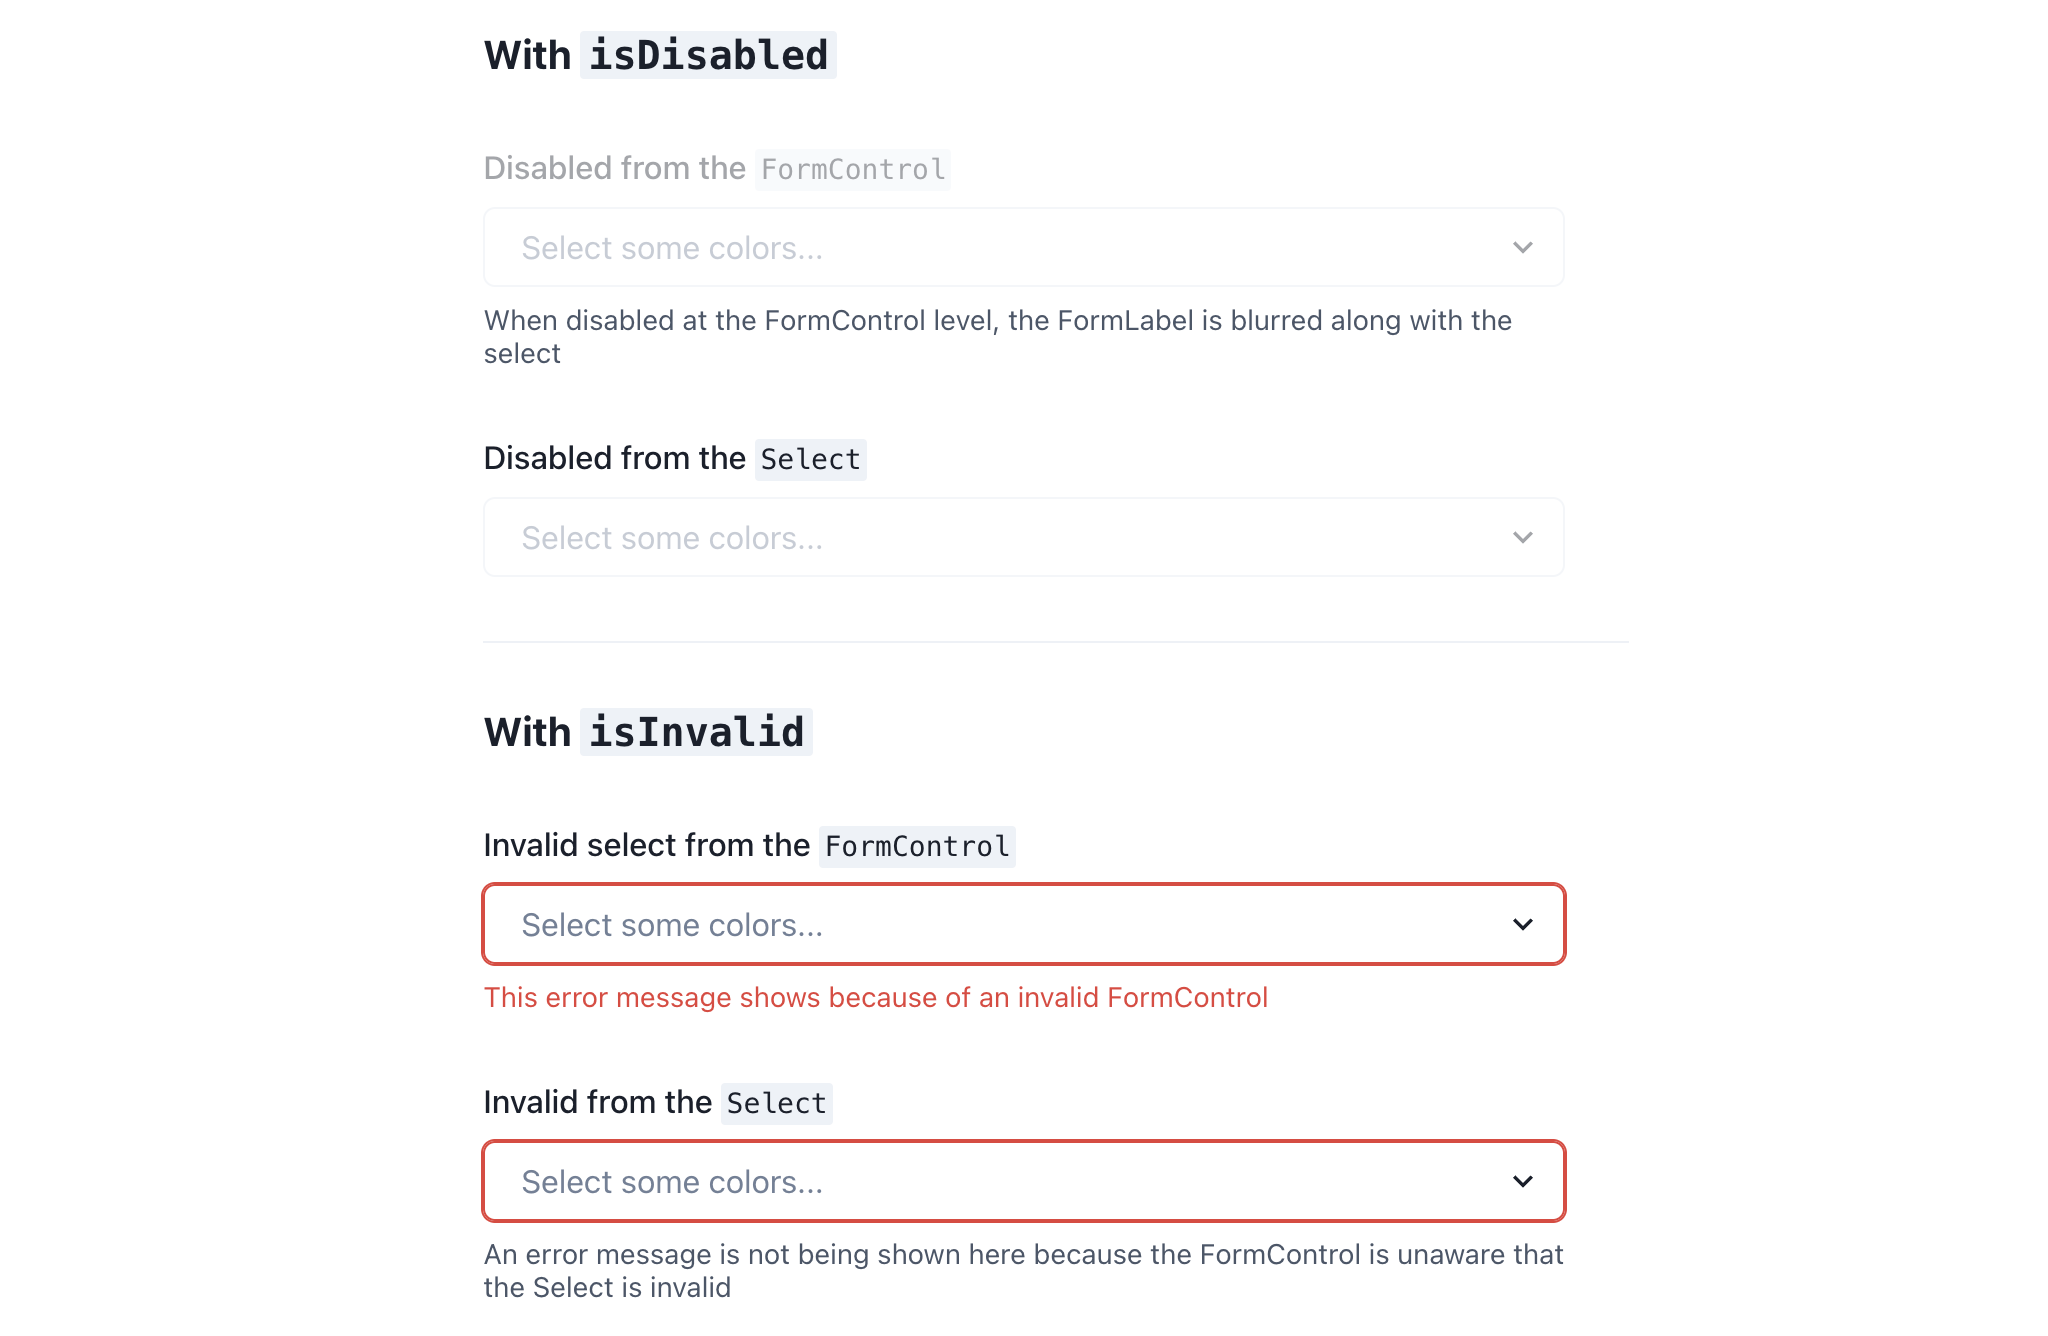 With isDisabled
Disabled from the FormControl
Select some colors...
When disabled at the FormControl level, the FormLabel is blurred along with the
select
Disabled from the Select
Select some colors...
With isInvalid
Invalid select from the FormControl
Select some colors...
This error message shows because of an invalid FormControl
Invalid from the Select
Select some colors...
An error message is not being shown here because the FormControl is unaware that
the Select is invalid